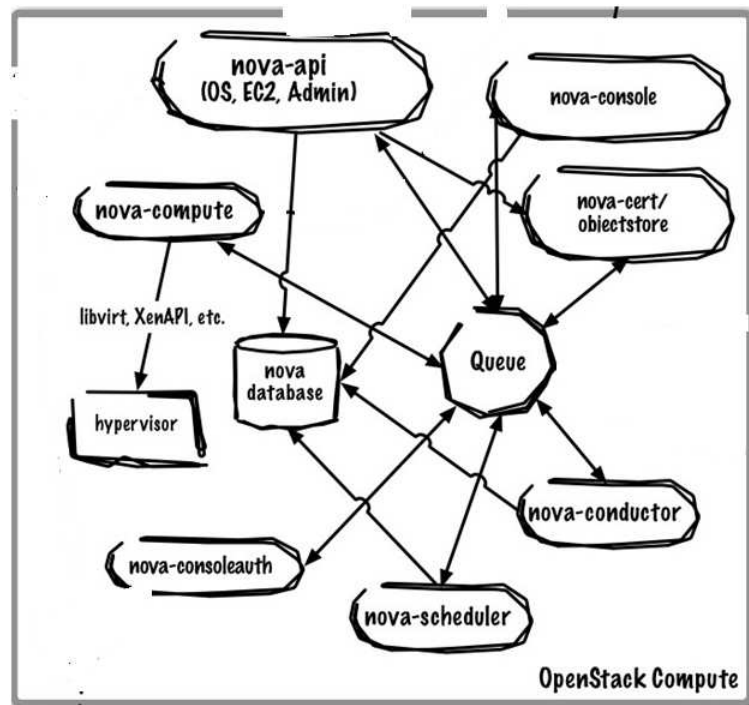 nova-api
(OS, EC2, Admin)
nova-console
nova-cert/
objectstore
nova-compute
libvirt, XenAPI, etc.
nova
database
Queue
hypervisor
nova-conductor
nova-consoleauth
nova-scheduler
OpenStack Compute